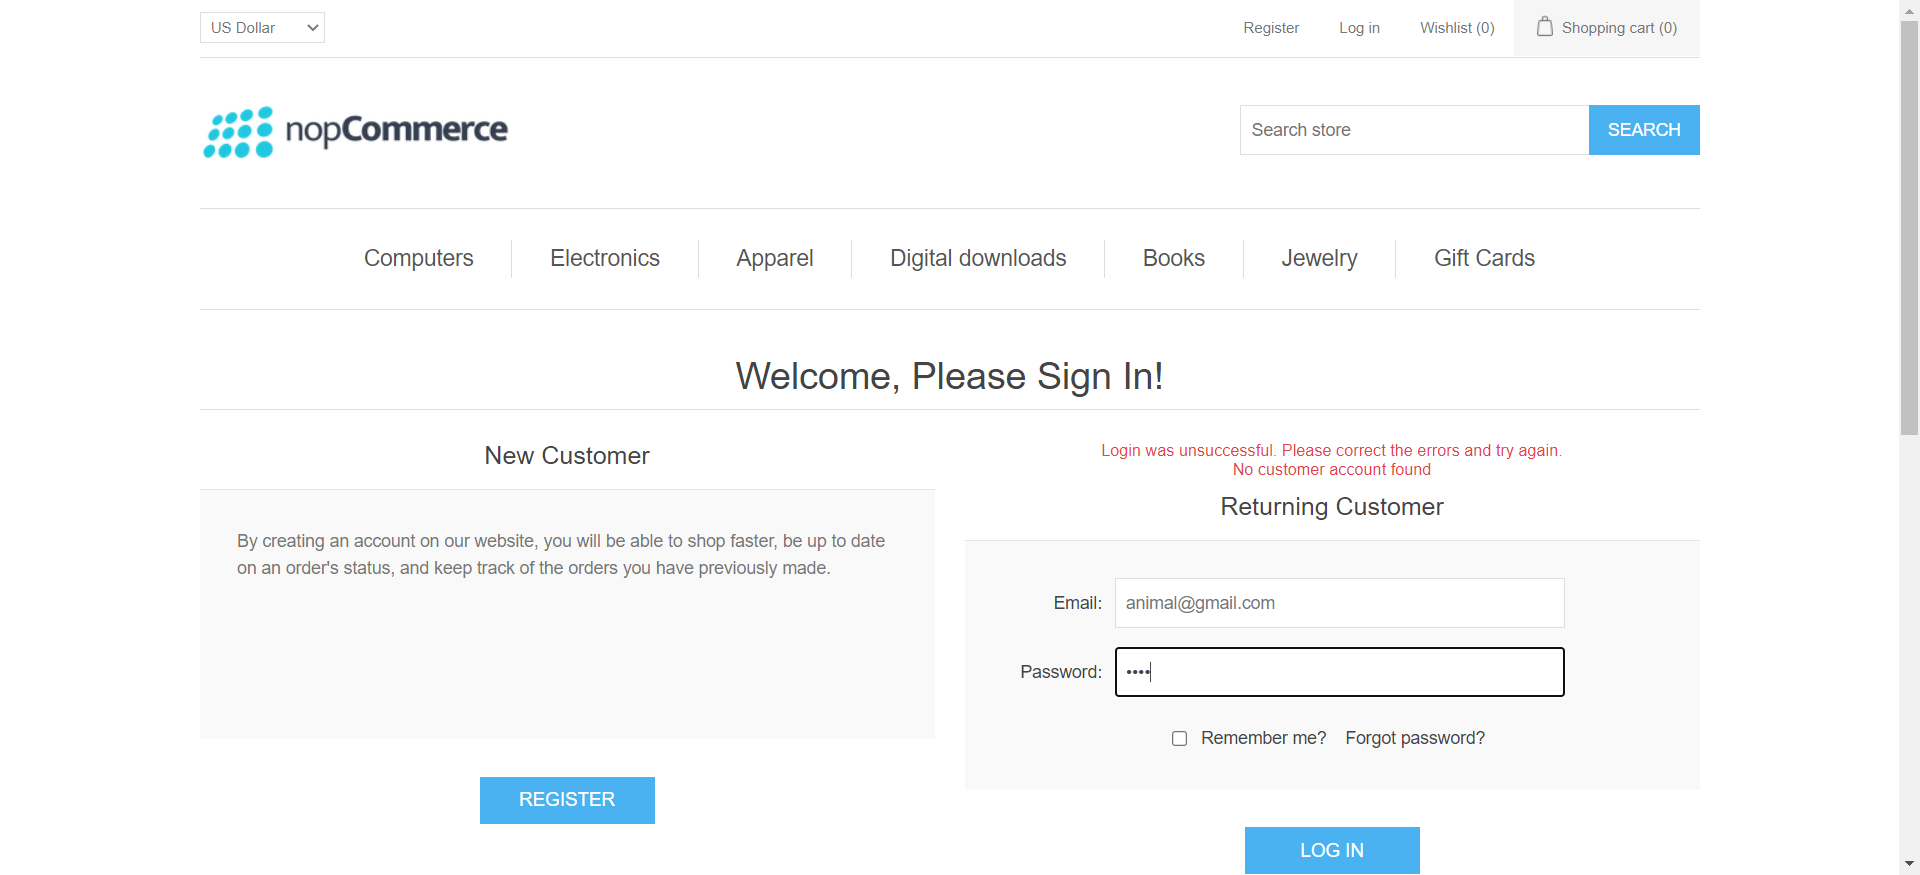 US Dollar
Register
Log in
Wishlist (0)
Shopping cart (0)
nopCommerce
Search store
SEARCH
Computers
Electronics
Apparel
Digital downloads
Books
Jewelry
Gift Cards
Welcome, Please Sign In!
New Customer
By creating an account on our website, you will be able to shop faster, be up to date
on an order's status, and keep track of the orders you have previously made.
REGISTER
Login was unsuccessful. Please correct the errors and try again.
No customer account found
Returning Customer
Email: animal@gmail.com
Password: ••••
Remember me? Forgot password?
LOG IN